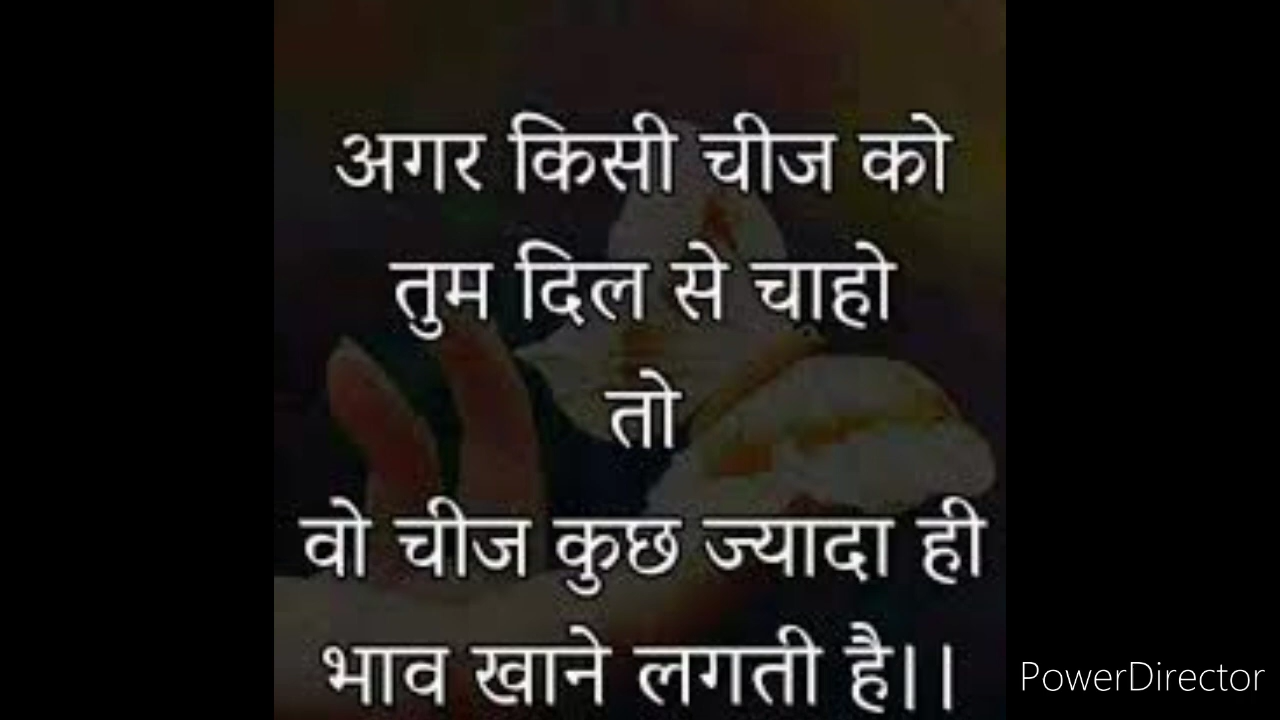 अगर किसी चीज को
तुम दिल से चाहो
तो
वो चीज कुछ ज्यादा ही
भाव खाने लगती है।।
PowerDirector